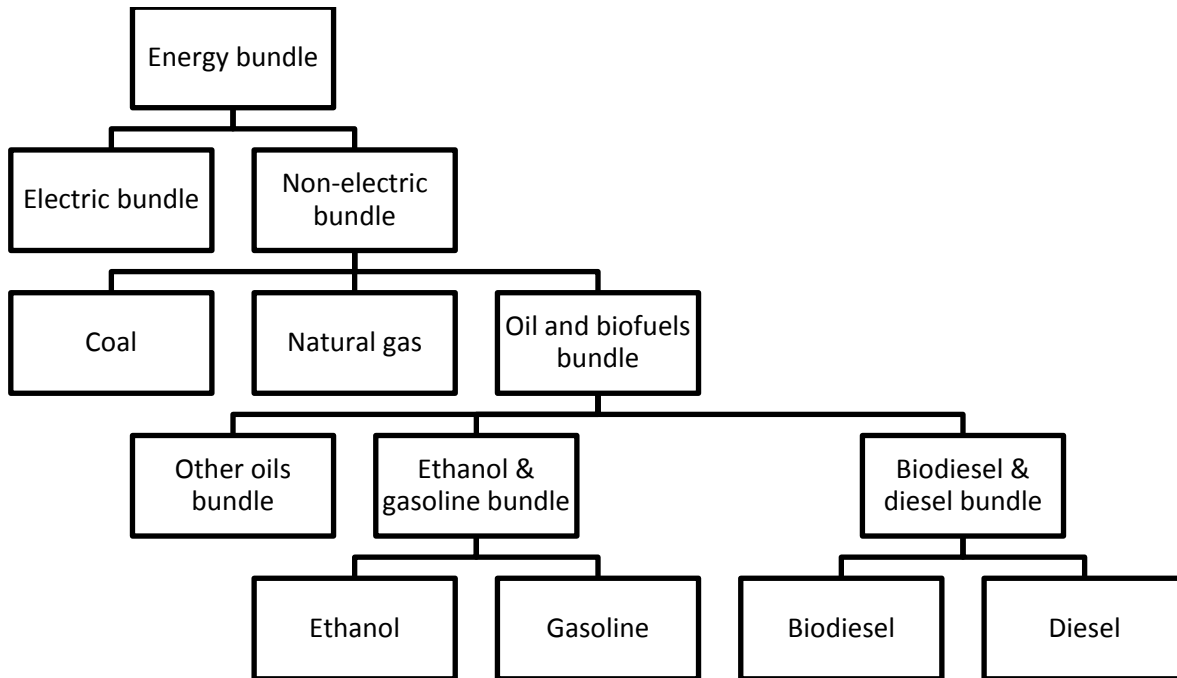 Energy bundle
Electric bundle
Non-electric
bundle
Coal
Natural gas
Oil and biofuels
bundle
Other oils
bundle
Ethanol &
gasoline bundle
Biodiesel &
diesel bundle
Ethanol
Gasoline
Biodiesel
Diesel